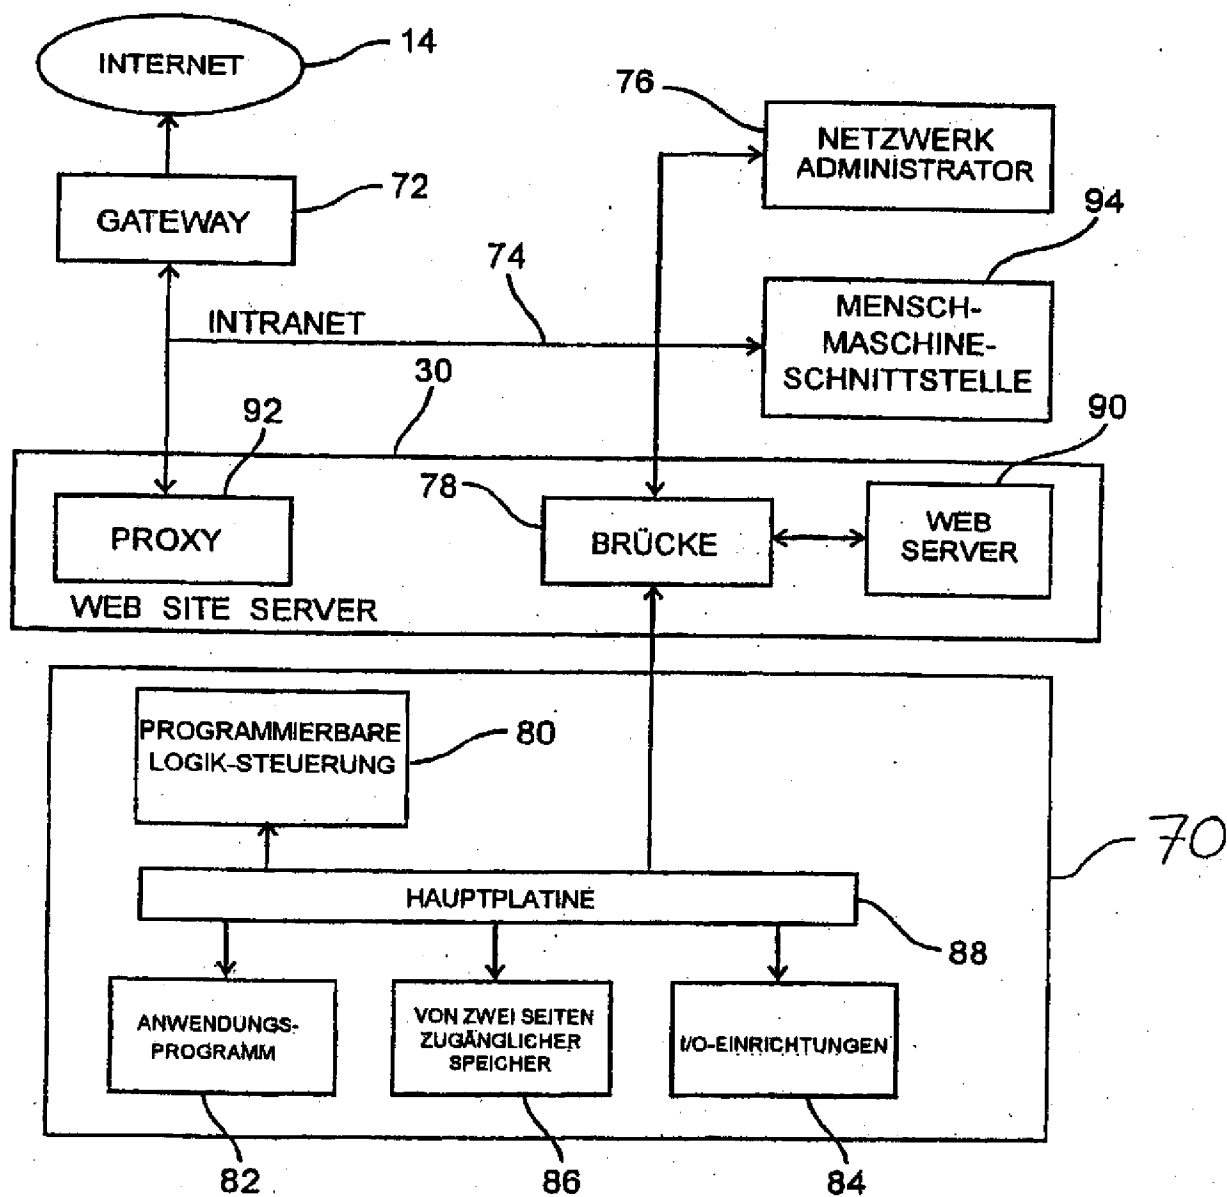 INTERNET
14
76
NETZWERK
ADMINISTRATOR
GATEWAY
72
94
74
INTRANET
MENSCH-
MASCHINE-
SCHNITTSTELLE
30
92
90
78
PROXY
BRÜCKE
WEB
SERVER
WEB SITE SERVER
PROGRAMMIERBARE
LOGIK-STEUERUNG
80
70
HAUPTPLATINE
88
ANWENDUNGS-
PROGRAMM
VON ZWEI SEITEN
ZUGÄNGLICHER
SPEICHER
I/O-EINRICHTUNGEN
82
86
84